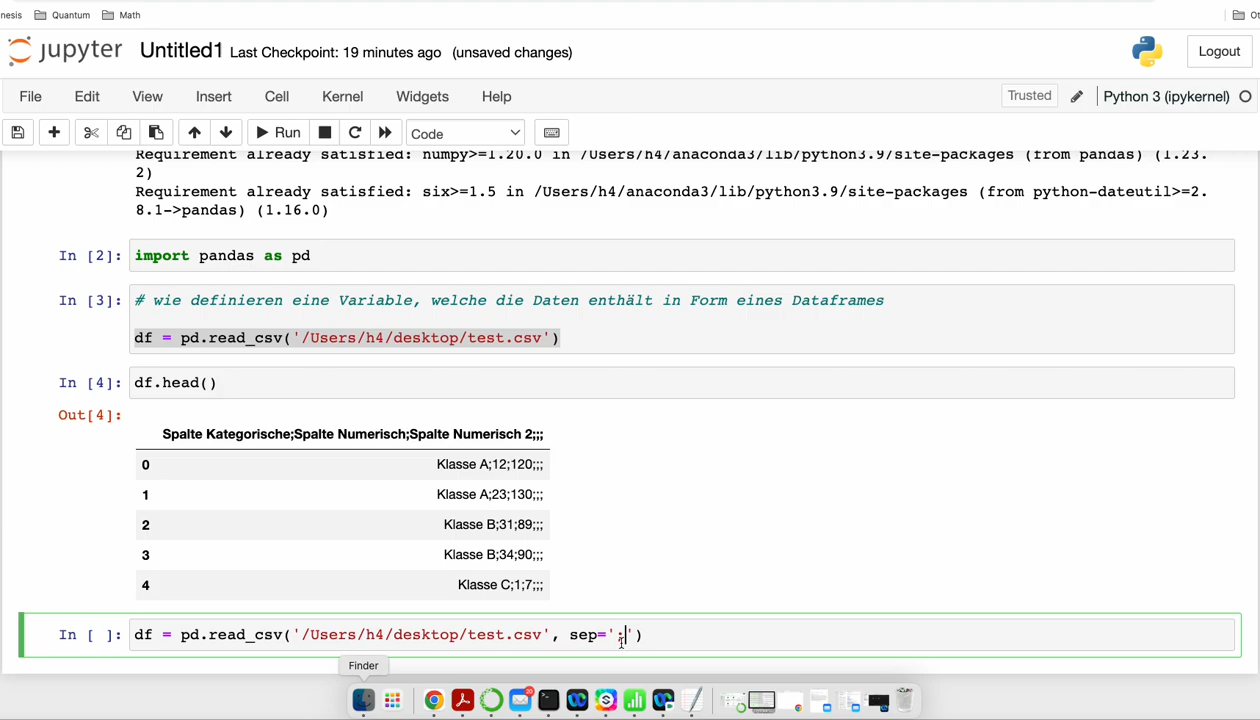 nesis Quantum Math Ot
jupyter Untitled1 Last Checkpoint: 19 minutes ago (unsaved changes) Logout
File Edit View Insert Cell Kernel Widgets Help Trusted Python 3 (ipykernel)
Run Code
Requirement already satisfied: numpy>=1.20.0 in /Users/h4/anaconda3/lib/python3.9/site-packages (from pandas) (1.23.
2)
Requirement already satisfied: six>=1.5 in /Users/h4/anaconda3/lib/python3.9/site-packages (from python-dateutil>=2.
8.1->pandas) (1.16.0)
In [2]: import pandas as pd
In [3]: # wie definieren eine Variable, welche die Daten enthält in Form eines Dataframes
df = pd.read_csv('/Users/h4/desktop/test.csv')
In [4]: df.head()
Out[4]:
Spalte Kategorische;Spalte Numerisch;Spalte Numerisch 2;;;
0 Klasse A;12;120;;;
1 Klasse A;23;130;;;
2 Klasse B;31;89;;;
3 Klasse B;34;90;;;
4 Klasse C;1;7;;;
In [ ]: df = pd.read_csv('/Users/h4/desktop/test.csv', sep=';')
Finder
20